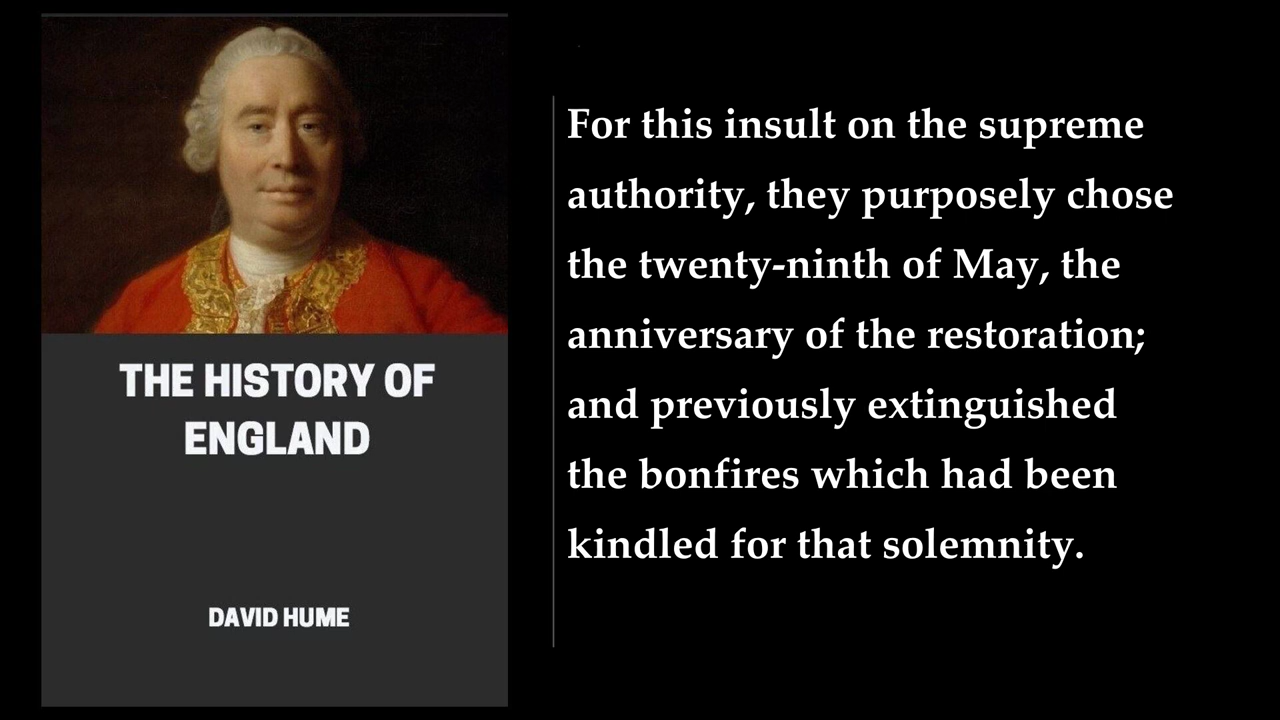 THE HISTORY OF
ENGLAND
DAVID HUME
For this insult on the supreme
authority, they purposely chose
the twenty-ninth of May, the
anniversary of the restoration;
and previously extinguished
the bonfires which had been
kindled for that solemnity.